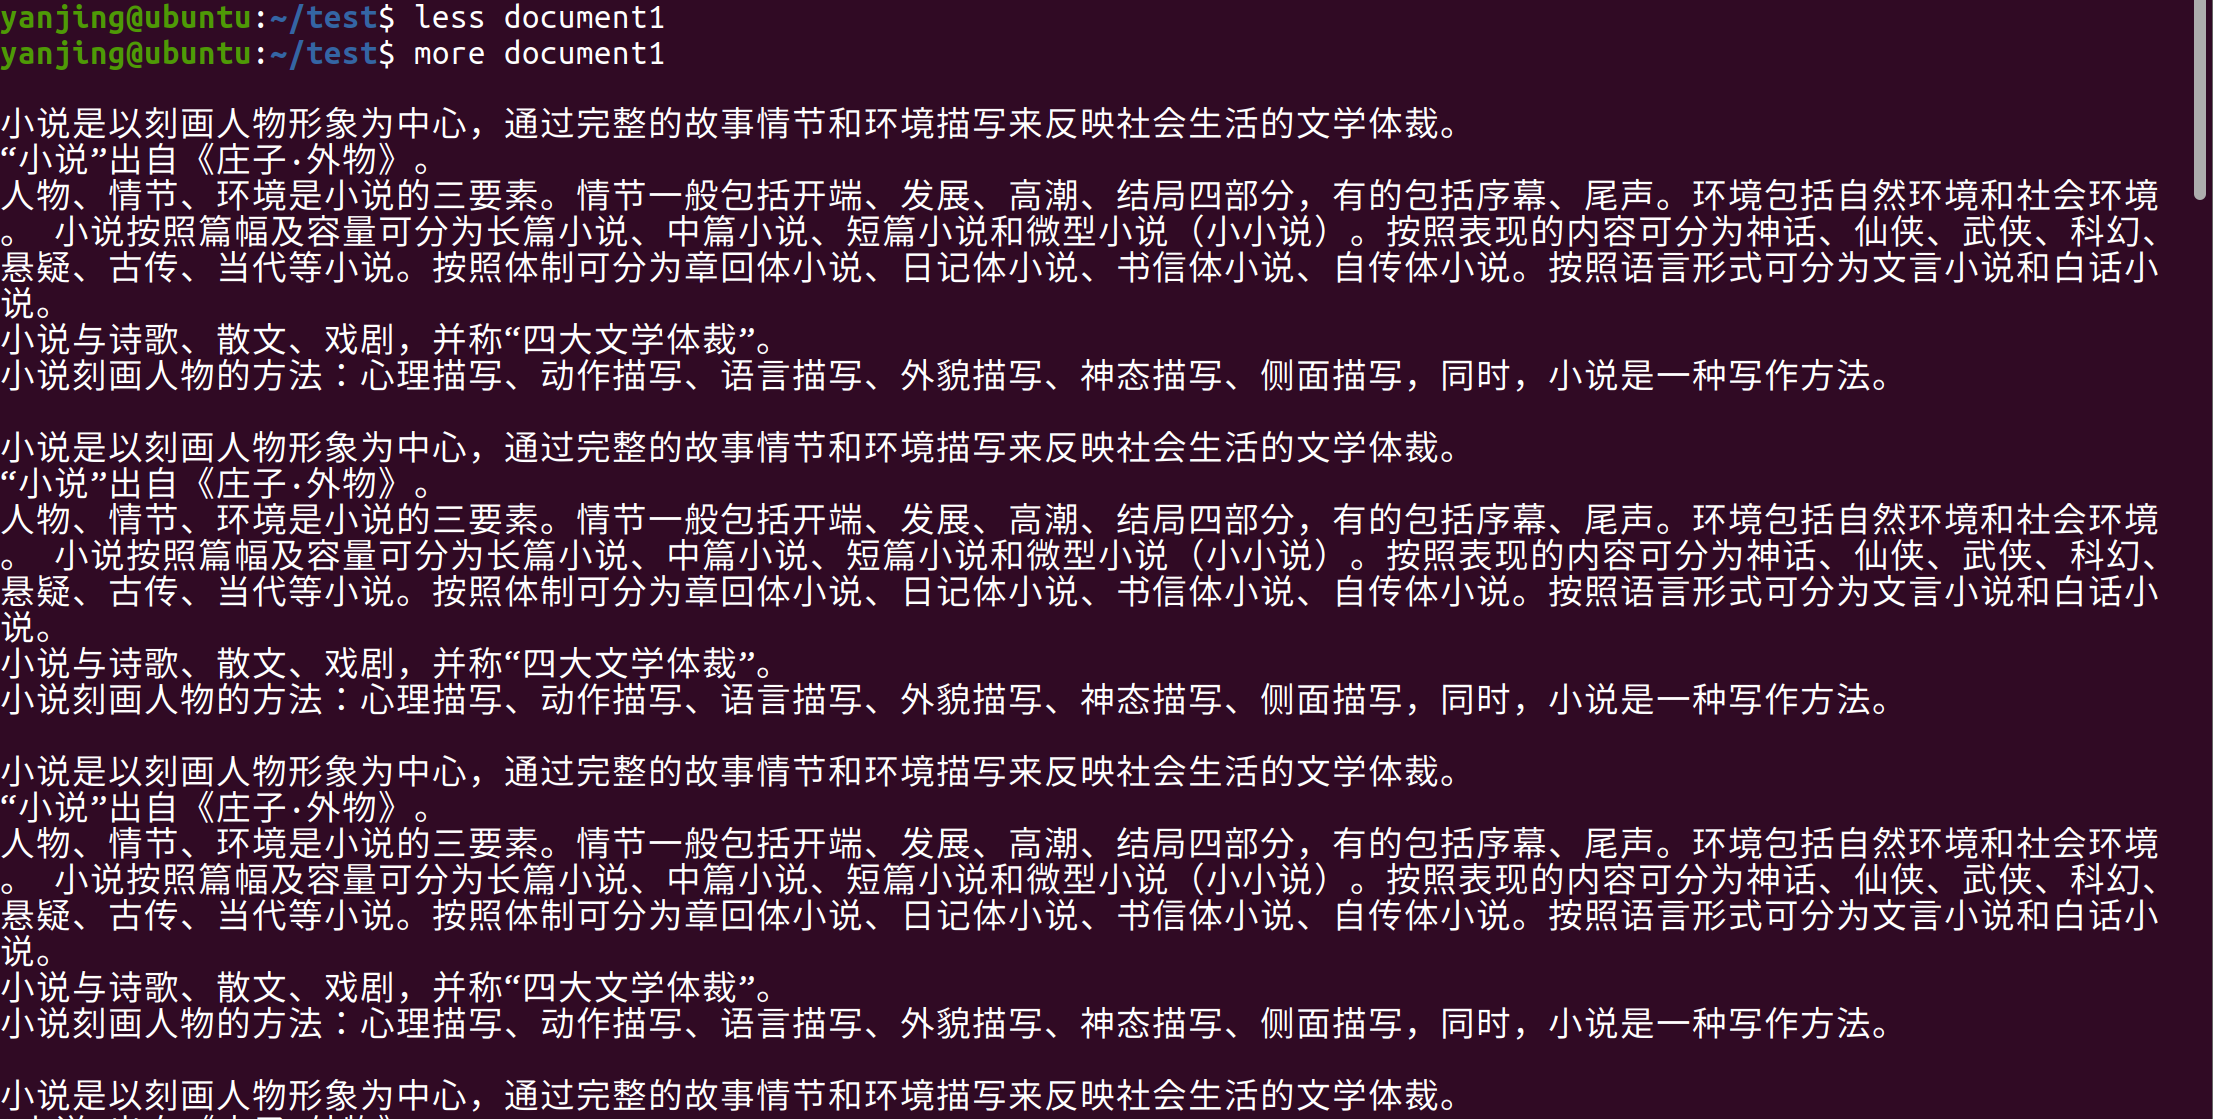 yanjing@ubuntu:~/test$ less document1
yanjing@ubuntu:~/test$ more document1
小说是以刻画人物形象为中心，通过完整的故事情节和环境描写来反映社会生活的文学体裁。
“小说”出自《庄子·外物》。
人物、情节、环境是小说的三要素。情节一般包括开端、发展、高潮、结局四部分，有的包括序幕、尾声。环境包括自然环境和社会环境
。 小说按照篇幅及容量可分为长篇小说、中篇小说、短篇小说和微型小说（小小说）。按照表现的内容可分为神话、仙侠、武侠、科幻、
悬疑、古传、当代等小说。按照体制可分为章回体小说、日记体小说、书信体小说、自传体小说。按照语言形式可分为文言小说和白话小
说。
小说与诗歌、散文、戏剧，并称“四大文学体裁”。
小说刻画人物的方法：心理描写、动作描写、语言描写、外貌描写、神态描写、侧面描写，同时，小说是一种写作方法。
小说是以刻画人物形象为中心，通过完整的故事情节和环境描写来反映社会生活的文学体裁。
“小说”出自《庄子·外物》。
人物、情节、环境是小说的三要素。情节一般包括开端、发展、高潮、结局四部分，有的包括序幕、尾声。环境包括自然环境和社会环境
。 小说按照篇幅及容量可分为长篇小说、中篇小说、短篇小说和微型小说（小小说）。按照表现的内容可分为神话、仙侠、武侠、科幻、
悬疑、古传、当代等小说。按照体制可分为章回体小说、日记体小说、书信体小说、自传体小说。按照语言形式可分为文言小说和白话小
说。
小说与诗歌、散文、戏剧，并称“四大文学体裁”。
小说刻画人物的方法：心理描写、动作描写、语言描写、外貌描写、神态描写、侧面描写，同时，小说是一种写作方法。
小说是以刻画人物形象为中心，通过完整的故事情节和环境描写来反映社会生活的文学体裁。
“小说”出自《庄子·外物》。
人物、情节、环境是小说的三要素。情节一般包括开端、发展、高潮、结局四部分，有的包括序幕、尾声。环境包括自然环境和社会环境
。 小说按照篇幅及容量可分为长篇小说、中篇小说、短篇小说和微型小说（小小说）。按照表现的内容可分为神话、仙侠、武侠、科幻、
悬疑、古传、当代等小说。按照体制可分为章回体小说、日记体小说、书信体小说、自传体小说。按照语言形式可分为文言小说和白话小
说。
小说与诗歌、散文、戏剧，并称“四大文学体裁”。
小说刻画人物的方法：心理描写、动作描写、语言描写、外貌描写、神态描写、侧面描写，同时，小说是一种写作方法。
小说是以刻画人物形象为中心，通过完整的故事情节和环境描写来反映社会生活的文学体裁。